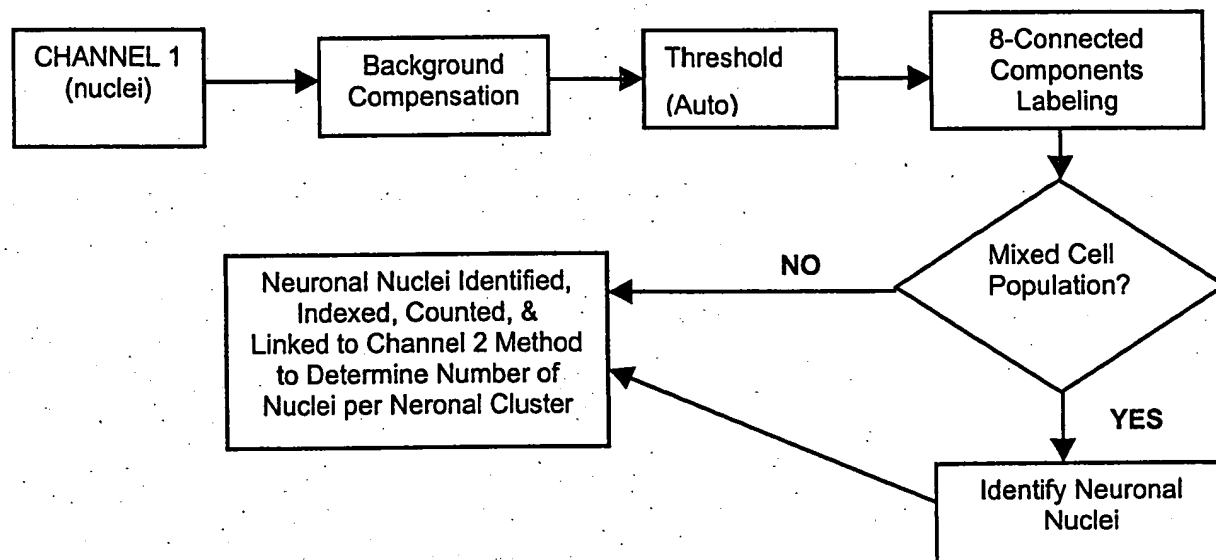 CHANNEL 1
(nuclei)
Background
Compensation
Threshold
(Auto)
8-Connected
Components
Labeling
Mixed Cell
Population?
NO
YES
Neuronal Nuclei Identified,
Indexed, Counted, &
Linked to Channel 2 Method
to Determine Number of
Nuclei per Neronal Cluster
Identify Neuronal
Nuclei